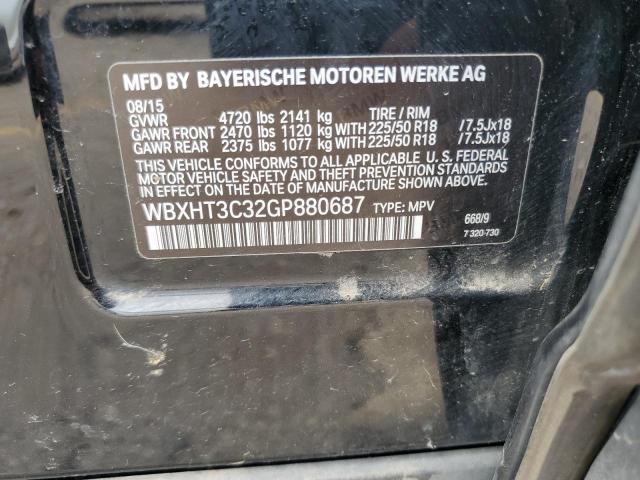 MFD BY BAYERISCHE MOTOREN WERKE AG
08/15
GVWR 4720 lbs 2141 kg TIRE / RIM
GAWR FRONT 2470 lbs 1120 kg WITH 225/50 R18 /7.5Jx18
GAWR REAR 2375 lbs 1077 kg WITH 225/50 R18 /7.5Jx18
THIS VEHICLE CONFORMS TO ALL APPLICABLE U. S. FEDERAL
MOTOR VEHICLE SAFETY, BUMPER, AND THEFT PREVENTION STANDARDS
IN EFFECT ON THE DATE OF MANUFACTURE SHOWN ABOVE.
WBXHT3C32GP880687 TYPE: MPV
668/9
7 320-730